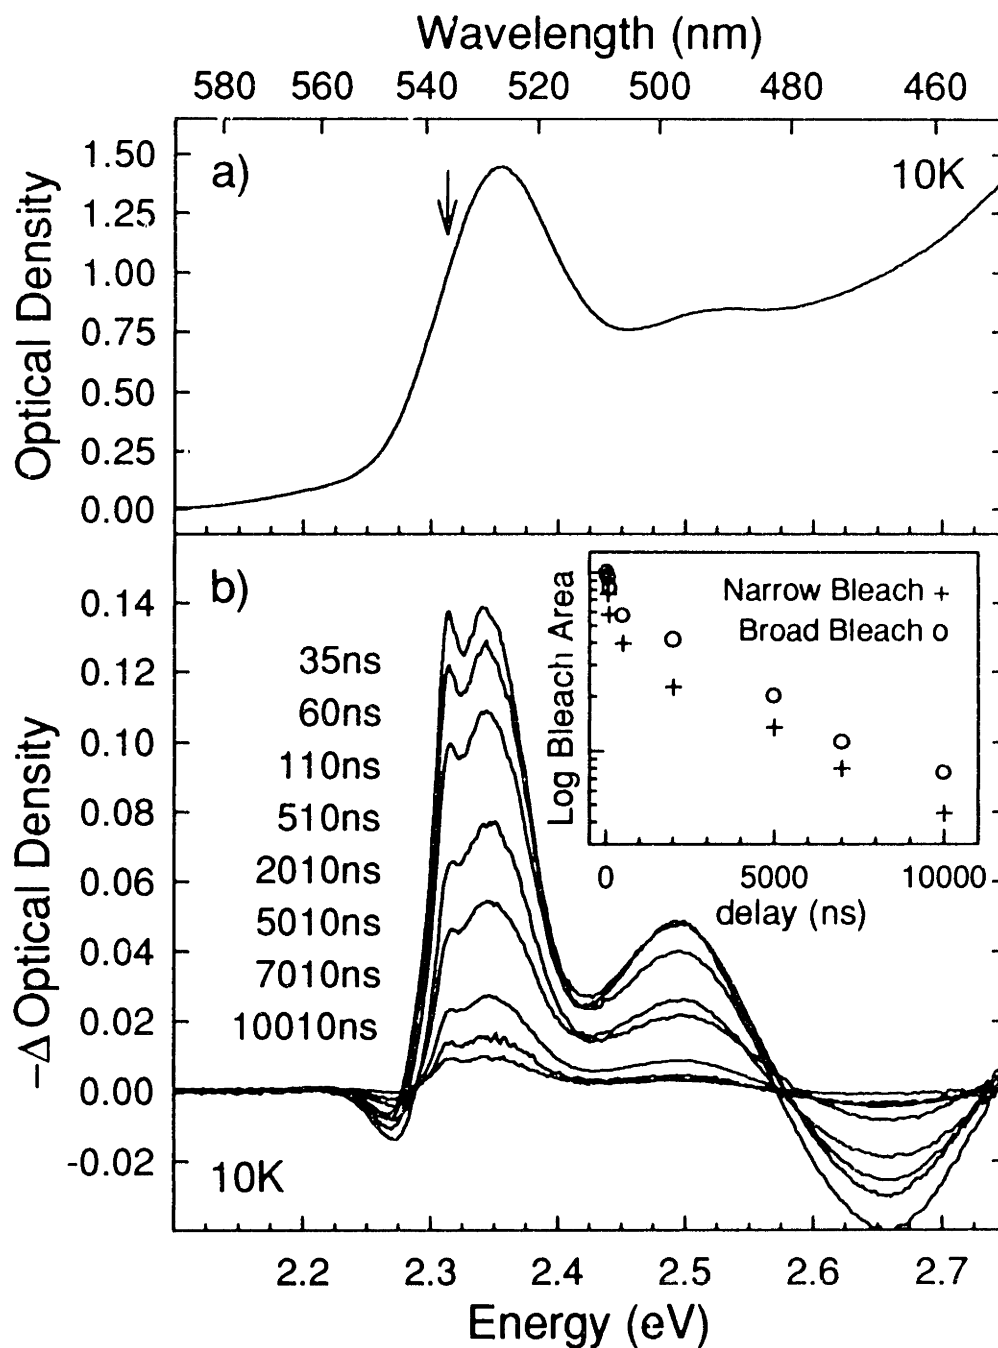 Wavelength (nm)
580 560 540 520 500 480 460
a)
10K
Optical Density
1.50
1.25
1.00
0.75
0.50
0.25
0.00
b)
-Δ Optical Density
0.14
0.12
0.10
0.08
0.06
0.04
0.02
0.00
-0.02
35ns
60ns
110ns
510ns
2010ns
5010ns
7010ns
10010ns
10K
Log Bleach Area
Narrow Bleach +
Broad Bleach o
0 5000 10000
delay (ns)
2.2 2.3 2.4 2.5 2.6 2.7
Energy (eV)